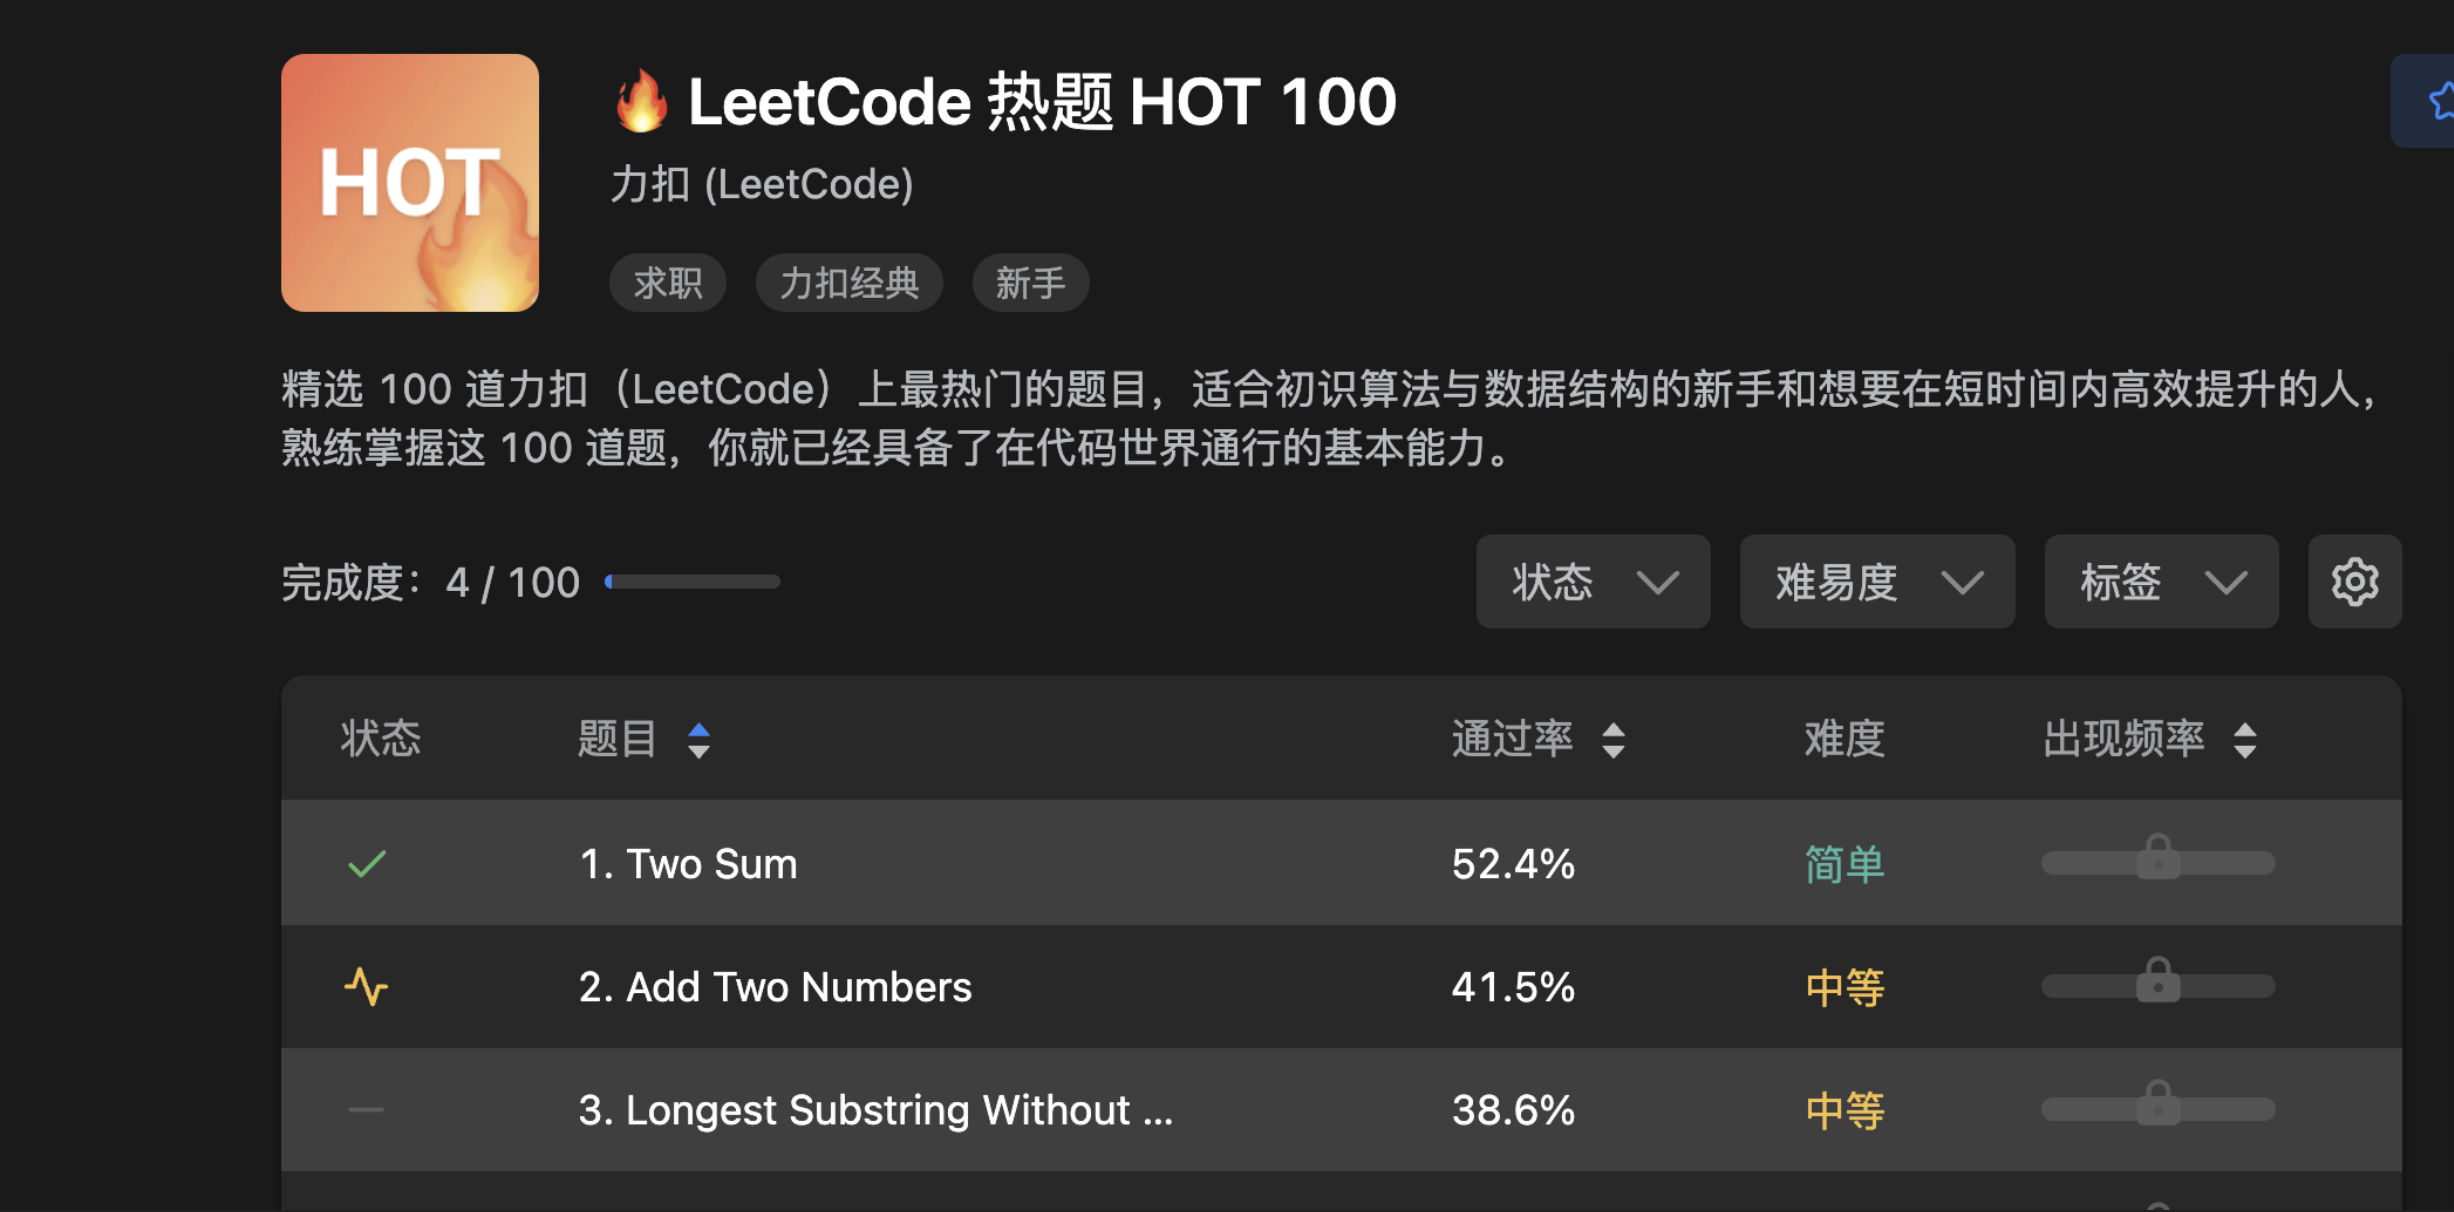 HOT
🔥 LeetCode 热题 HOT 100
力扣 (LeetCode)
求职 力扣经典 新手
精选 100 道力扣（LeetCode）上最热门的题目，适合初识算法与数据结构的新手和想要在短时间内高效提升的人，
熟练掌握这 100 道题，你就已经具备了在代码世界通行的基本能力。
完成度：4 / 100 状态 难易度 标签
状态 题目 通过率 难度 出现频率
1. Two Sum 52.4% 简单
2. Add Two Numbers 41.5% 中等
3. Longest Substring Without ... 38.6% 中等